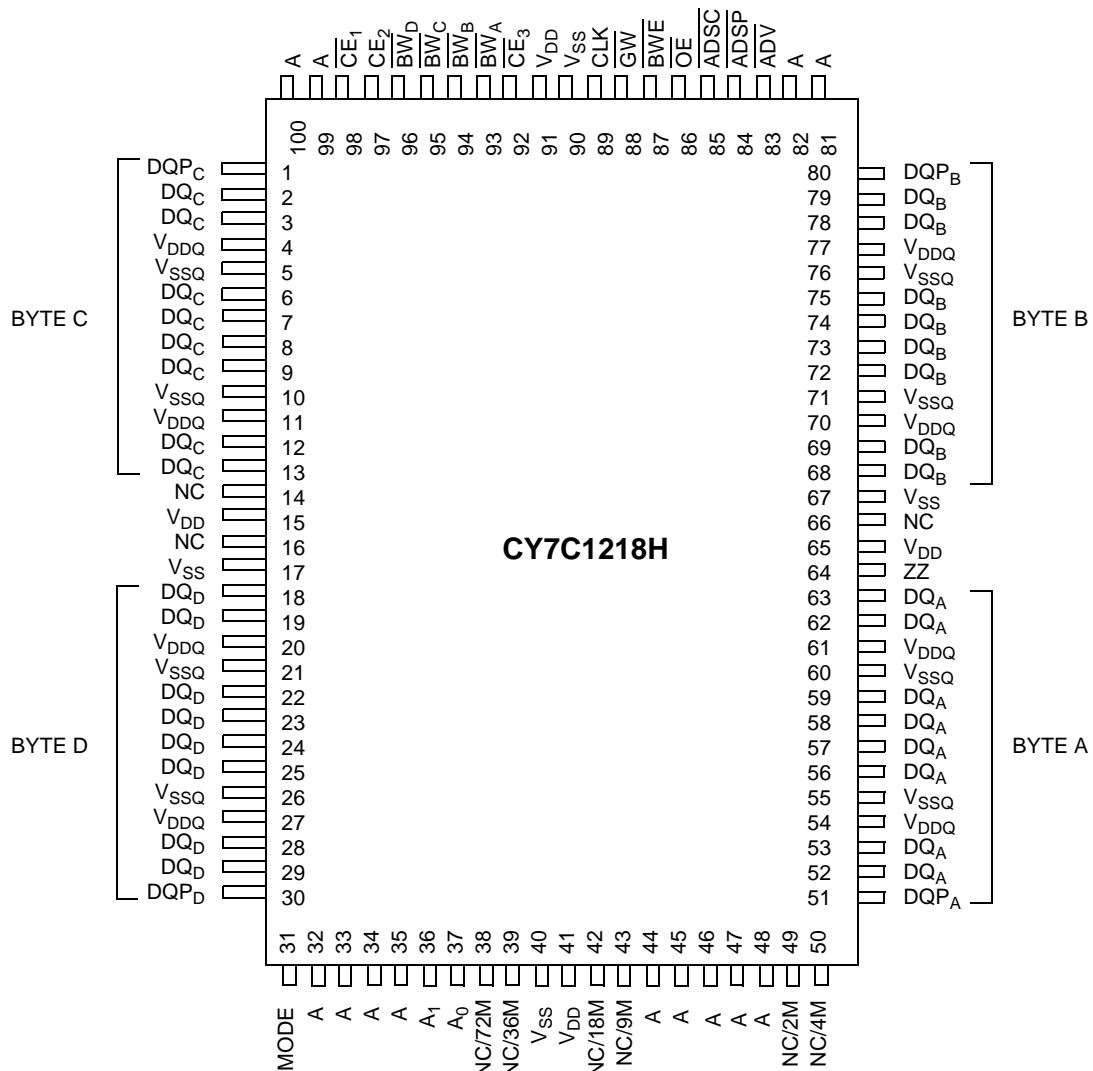 A
A
CE1
CE2
BWD
BWC
BWB
BWA
CE3
VDD
VSS
CLK
GW
BWE
OE
ADSC
ADSP
ADV
A
A
100
99
98
97
96
95
94
93
92
91
90
89
88
87
86
85
84
83
82
81
BYTE C
DQPC 1
DQC 2
DQC 3
VDDQ 4
VSSQ 5
DQC 6
DQC 7
DQC 8
DQC 9
VSSQ 10
VDDQ 11
DQC 12
DQC 13
NC 14
VDD 15
NC 16
VSS 17
BYTE D
DQD 18
DQD 19
VDDQ 20
VSSQ 21
DQD 22
DQD 23
DQD 24
DQD 25
VSSQ 26
VDDQ 27
DQD 28
DQD 29
DQPD 30
CY7C1218H
80 DQPB
79 DQB
78 DQB
77 VDDQ
76 VSSQ
75 DQB
74 DQB
73 DQB
72 DQB
71 VSSQ
70 VDDQ
69 DQB
68 DQB
BYTE B
67 VSS
66 NC
65 VDD
64 ZZ
63 DQA
62 DQA
61 VDDQ
60 VSSQ
59 DQA
58 DQA
57 DQA
56 DQA
55 VSSQ
54 VDDQ
53 DQA
52 DQA
51 DQPA
BYTE A
31
32
33
34
35
36
37
38
39
40
41
42
43
44
45
46
47
48
49
50
MODE
A
A
A
A
A1
A0
NC/72M
NC/36M
VSS
VDD
NC/18M
NC/9M
A
A
A
A
A
NC/2M
NC/4M